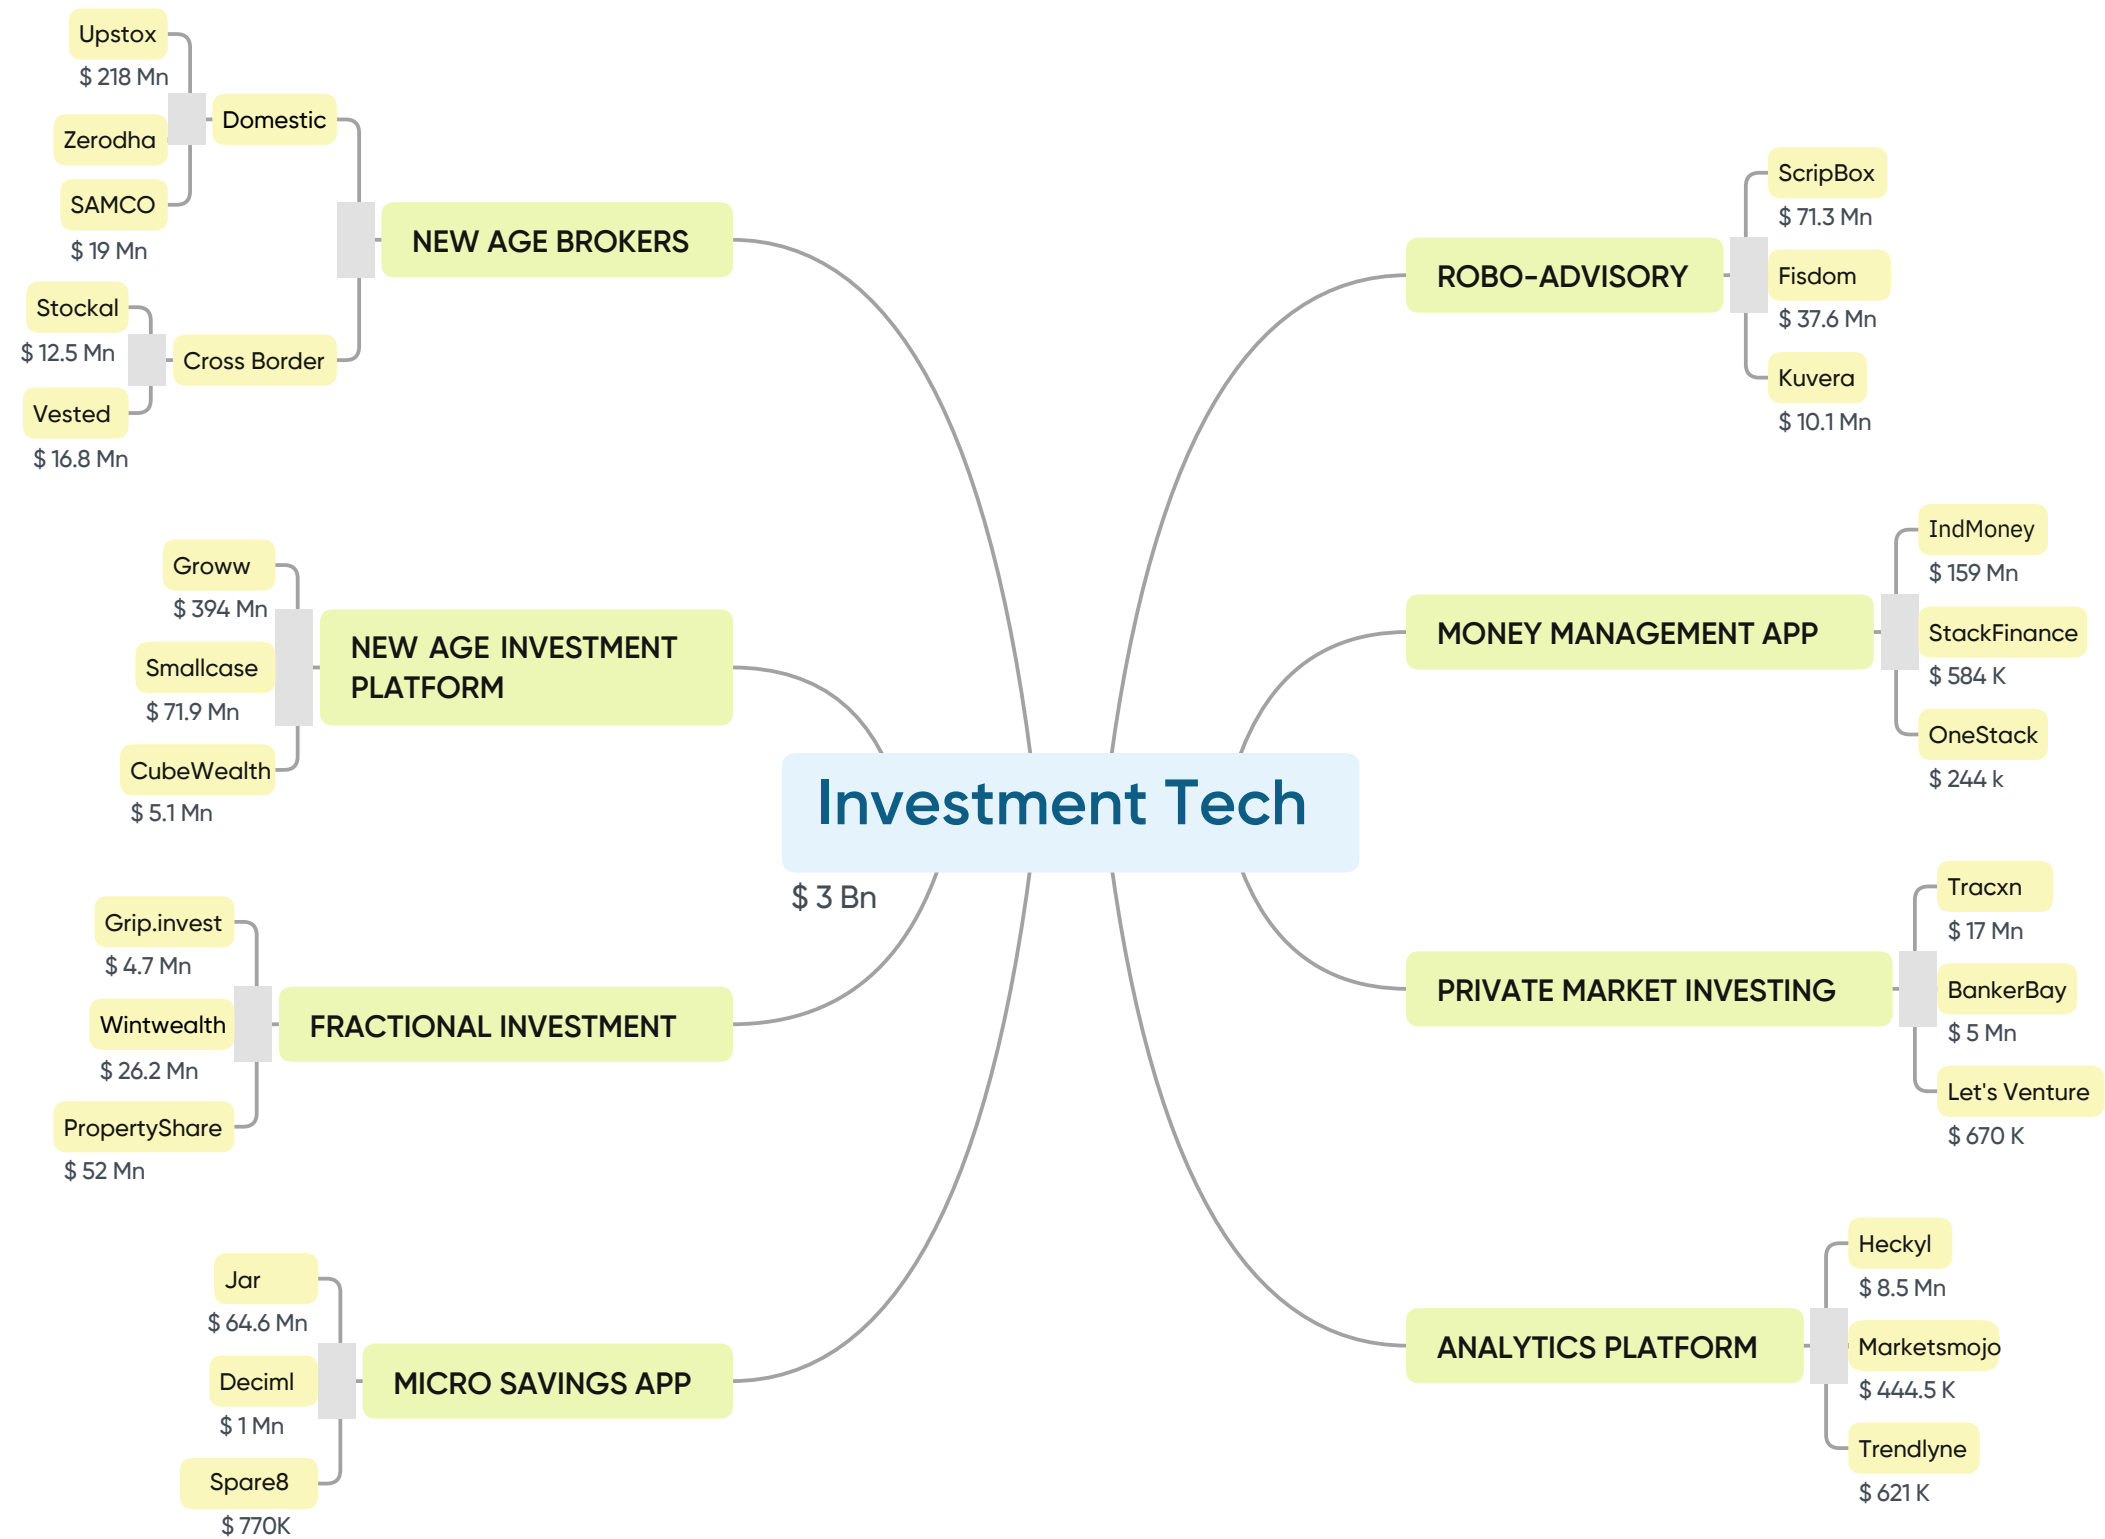 Upstox
$ 218 Mn
Zerodha
SAMCO
$ 19 Mn
Domestic
Stockal
$ 12.5 Mn
Vested
$ 16.8 Mn
Cross Border
NEW AGE BROKERS
Groww
$ 394 Mn
Smallcase
$ 71.9 Mn
CubeWealth
$ 5.1 Mn
NEW AGE INVESTMENT
PLATFORM
Grip.invest
$ 4.7 Mn
Wintwealth
$ 26.2 Mn
PropertyShare
$ 52 Mn
FRACTIONAL INVESTMENT
Jar
$ 64.6 Mn
Deciml
$ 1 Mn
Spare8
$ 770K
MICRO SAVINGS APP
Investment Tech
$ 3 Bn
ROBO-ADVISORY
ScripBox
$ 71.3 Mn
Fisdom
$ 37.6 Mn
Kuvera
$ 10.1 Mn
MONEY MANAGEMENT APP
IndMoney
$ 159 Mn
StackFinance
$ 584 K
OneStack
$ 244 k
PRIVATE MARKET INVESTING
Tracxn
$ 17 Mn
BankerBay
$ 5 Mn
Let's Venture
$ 670 K
ANALYTICS PLATFORM
Heckyl
$ 8.5 Mn
Marketsmojo
$ 444.5 K
Trendlyne
$ 621 K